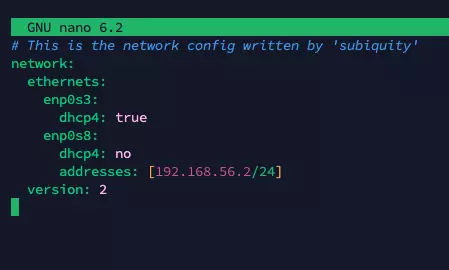 GNU nano 6.2
# This is the network config written by 'subiquity'
network:
  ethernets:
    enp0s3:
      dhcp4: true
    enp0s8:
      dhcp4: no
      addresses: [192.168.56.2/24]
  version: 2